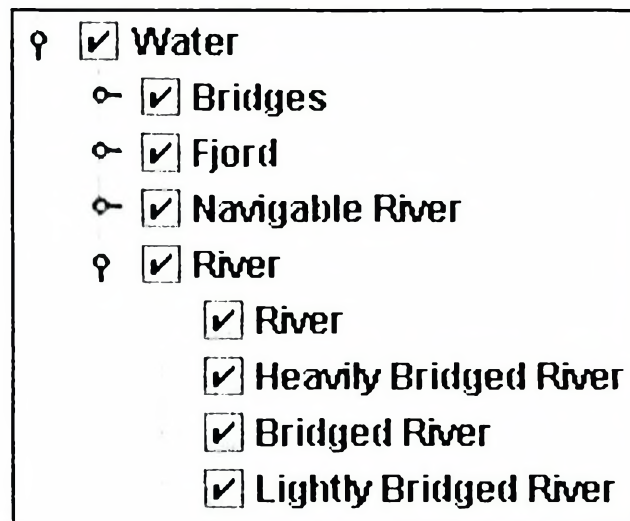 Water
Bridges
Fjord
Navigable River
River
River
Heavily Bridged River
Bridged River
Lightly Bridged River